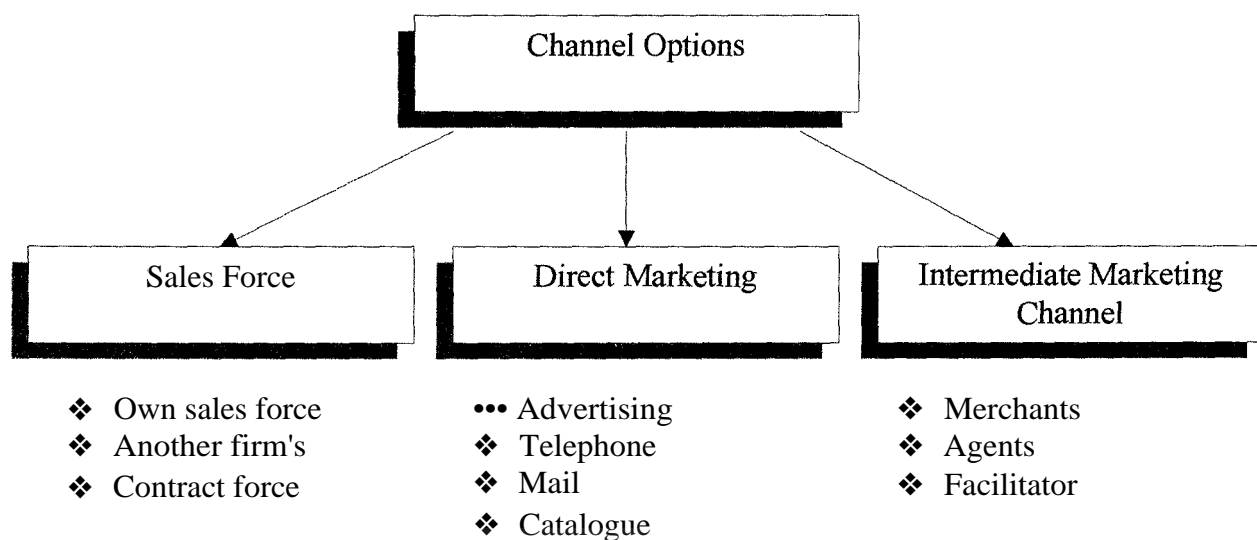 Channel Options
Sales Force
Direct Marketing
Intermediate Marketing
Channel
❖ Own sales force
❖ Another firm's
❖ Contract force
••• Advertising
❖ Telephone
❖ Mail
❖ Catalogue
❖ Merchants
❖ Agents
❖ Facilitator